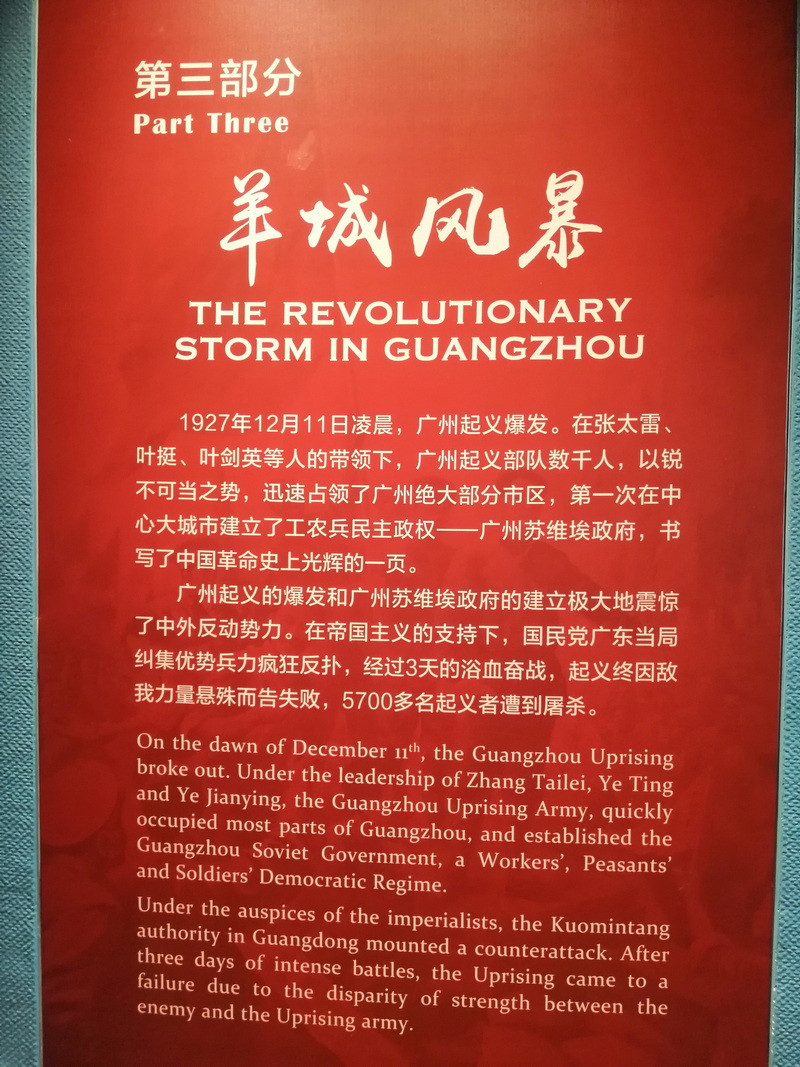 第三部分
Part Three
羊城风暴
THE REVOLUTIONARY
STORM IN GUANGZHOU
1927年12月11日凌晨，广州起义爆发。在张太雷、
叶挺、叶剑英等人的带领下，广州起义部队数千人，以锐
不可当之势，迅速占领了广州绝大部分市区，第一次在中
心大城市建立了工农兵民主政权——广州苏维埃政府，书
写了中国革命史上光辉的一页。
广州起义的爆发和广州苏维埃政府的建立极大地震惊
了中外反动势力。在帝国主义的支持下，国民党广东当局
纠集优势兵力疯狂反扑，经过3天的浴血奋战，起义终因敌
我力量悬殊而告失败，5700多名起义者遭到屠杀。
On the dawn of December 11th, the Guangzhou Uprising
broke out. Under the leadership of Zhang Tailei, Ye Ting
and Ye Jianying, the Guangzhou Uprising Army, quickly
occupied most parts of Guangzhou, and established the
Guangzhou Soviet Government, a Workers’, Peasants’
and Soldiers’ Democratic Regime.
Under the auspices of the imperialists, the Kuomintang
authority in Guangdong mounted a counterattack. After
three days of intense battles, the Uprising came to a
failure due to the disparity of strength between the
enemy and the Uprising army.